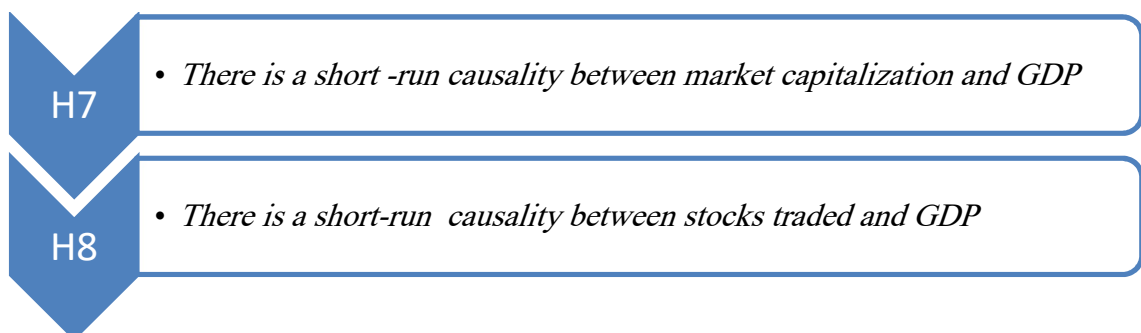 H7
• There is a short -run causality between market capitalization and GDP
H8
• There is a short-run  causality between stocks traded and GDP